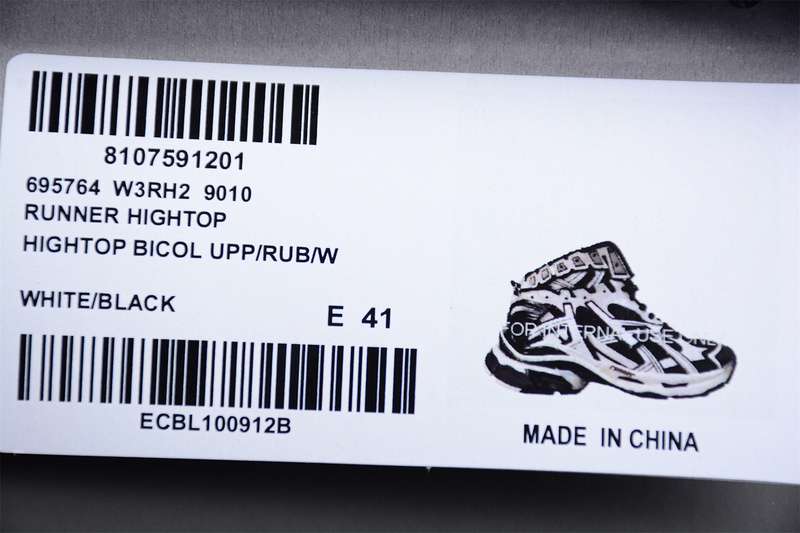 8107591201
695764 W3RH2 9010
RUNNER HIGHTOP
HIGHTOP BICOL UPP/RUB/W
WHITE/BLACK
E 41
ECBL100912B
FOR INTERNAL USE ONL
MADE IN CHINA